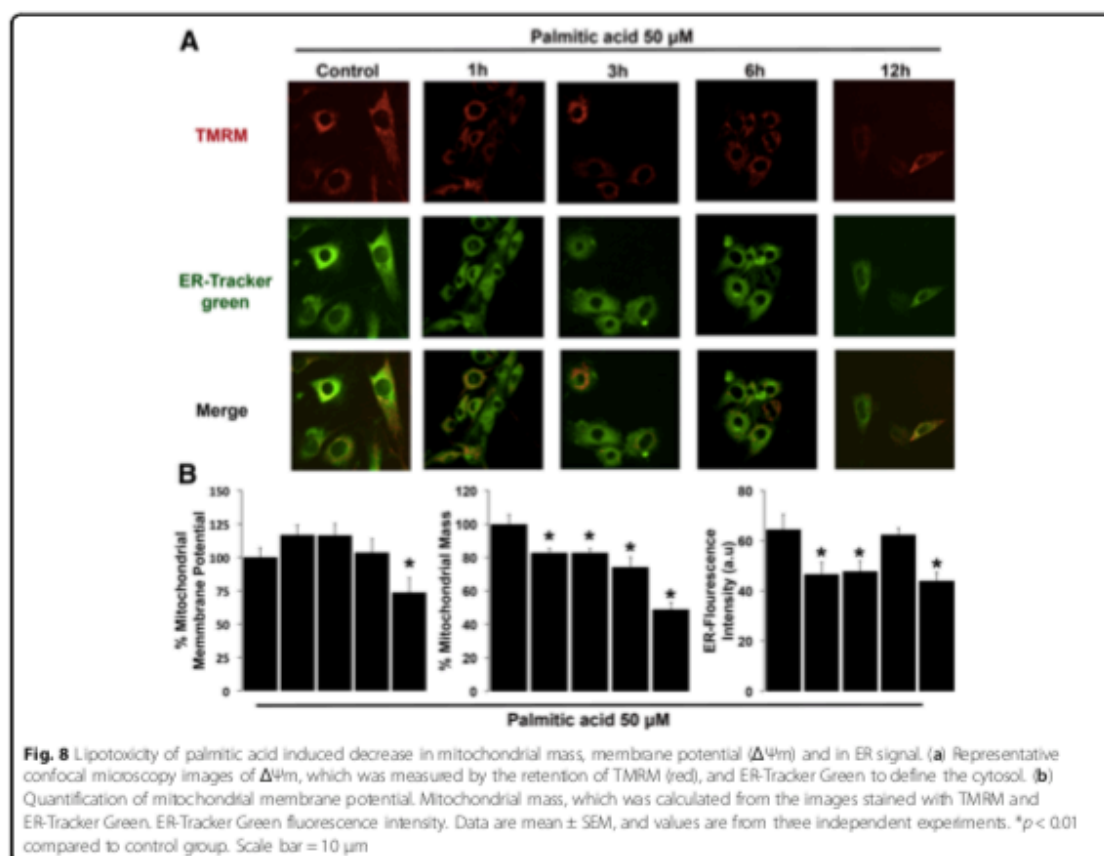 A
Palmitic acid 50 µM
Control 1h 3h 6h 12h
TMRM
ER-Tracker
green
Merge
B
% Mitochondrial
Memmbrane Potential
150
125
100
75
50
25
0
% Mitochondrial Mass
120
100
80
60
40
20
0
* * * *
ER-Flourescence
Intensity (a.u)
80
60
40
20
0
* * *
*
Palmitic acid 50 µM
Fig. 8 Lipotoxicity of palmitic acid induced decrease in mitochondrial mass, membrane potential (ΔΨm) and in ER signal. (a) Representative
confocal microscopy images of ΔΨm, which was measured by the retention of TMRM (red), and ER-Tracker Green to define the cytosol. (b)
Quantification of mitochondrial membrane potential. Mitochondrial mass, which was calculated from the images stained with TMRM and
ER-Tracker Green. ER-Tracker Green fluorescence intensity. Data are mean ± SEM, and values are from three independent experiments. *p < 0.01
compared to control group. Scale bar = 10 µm